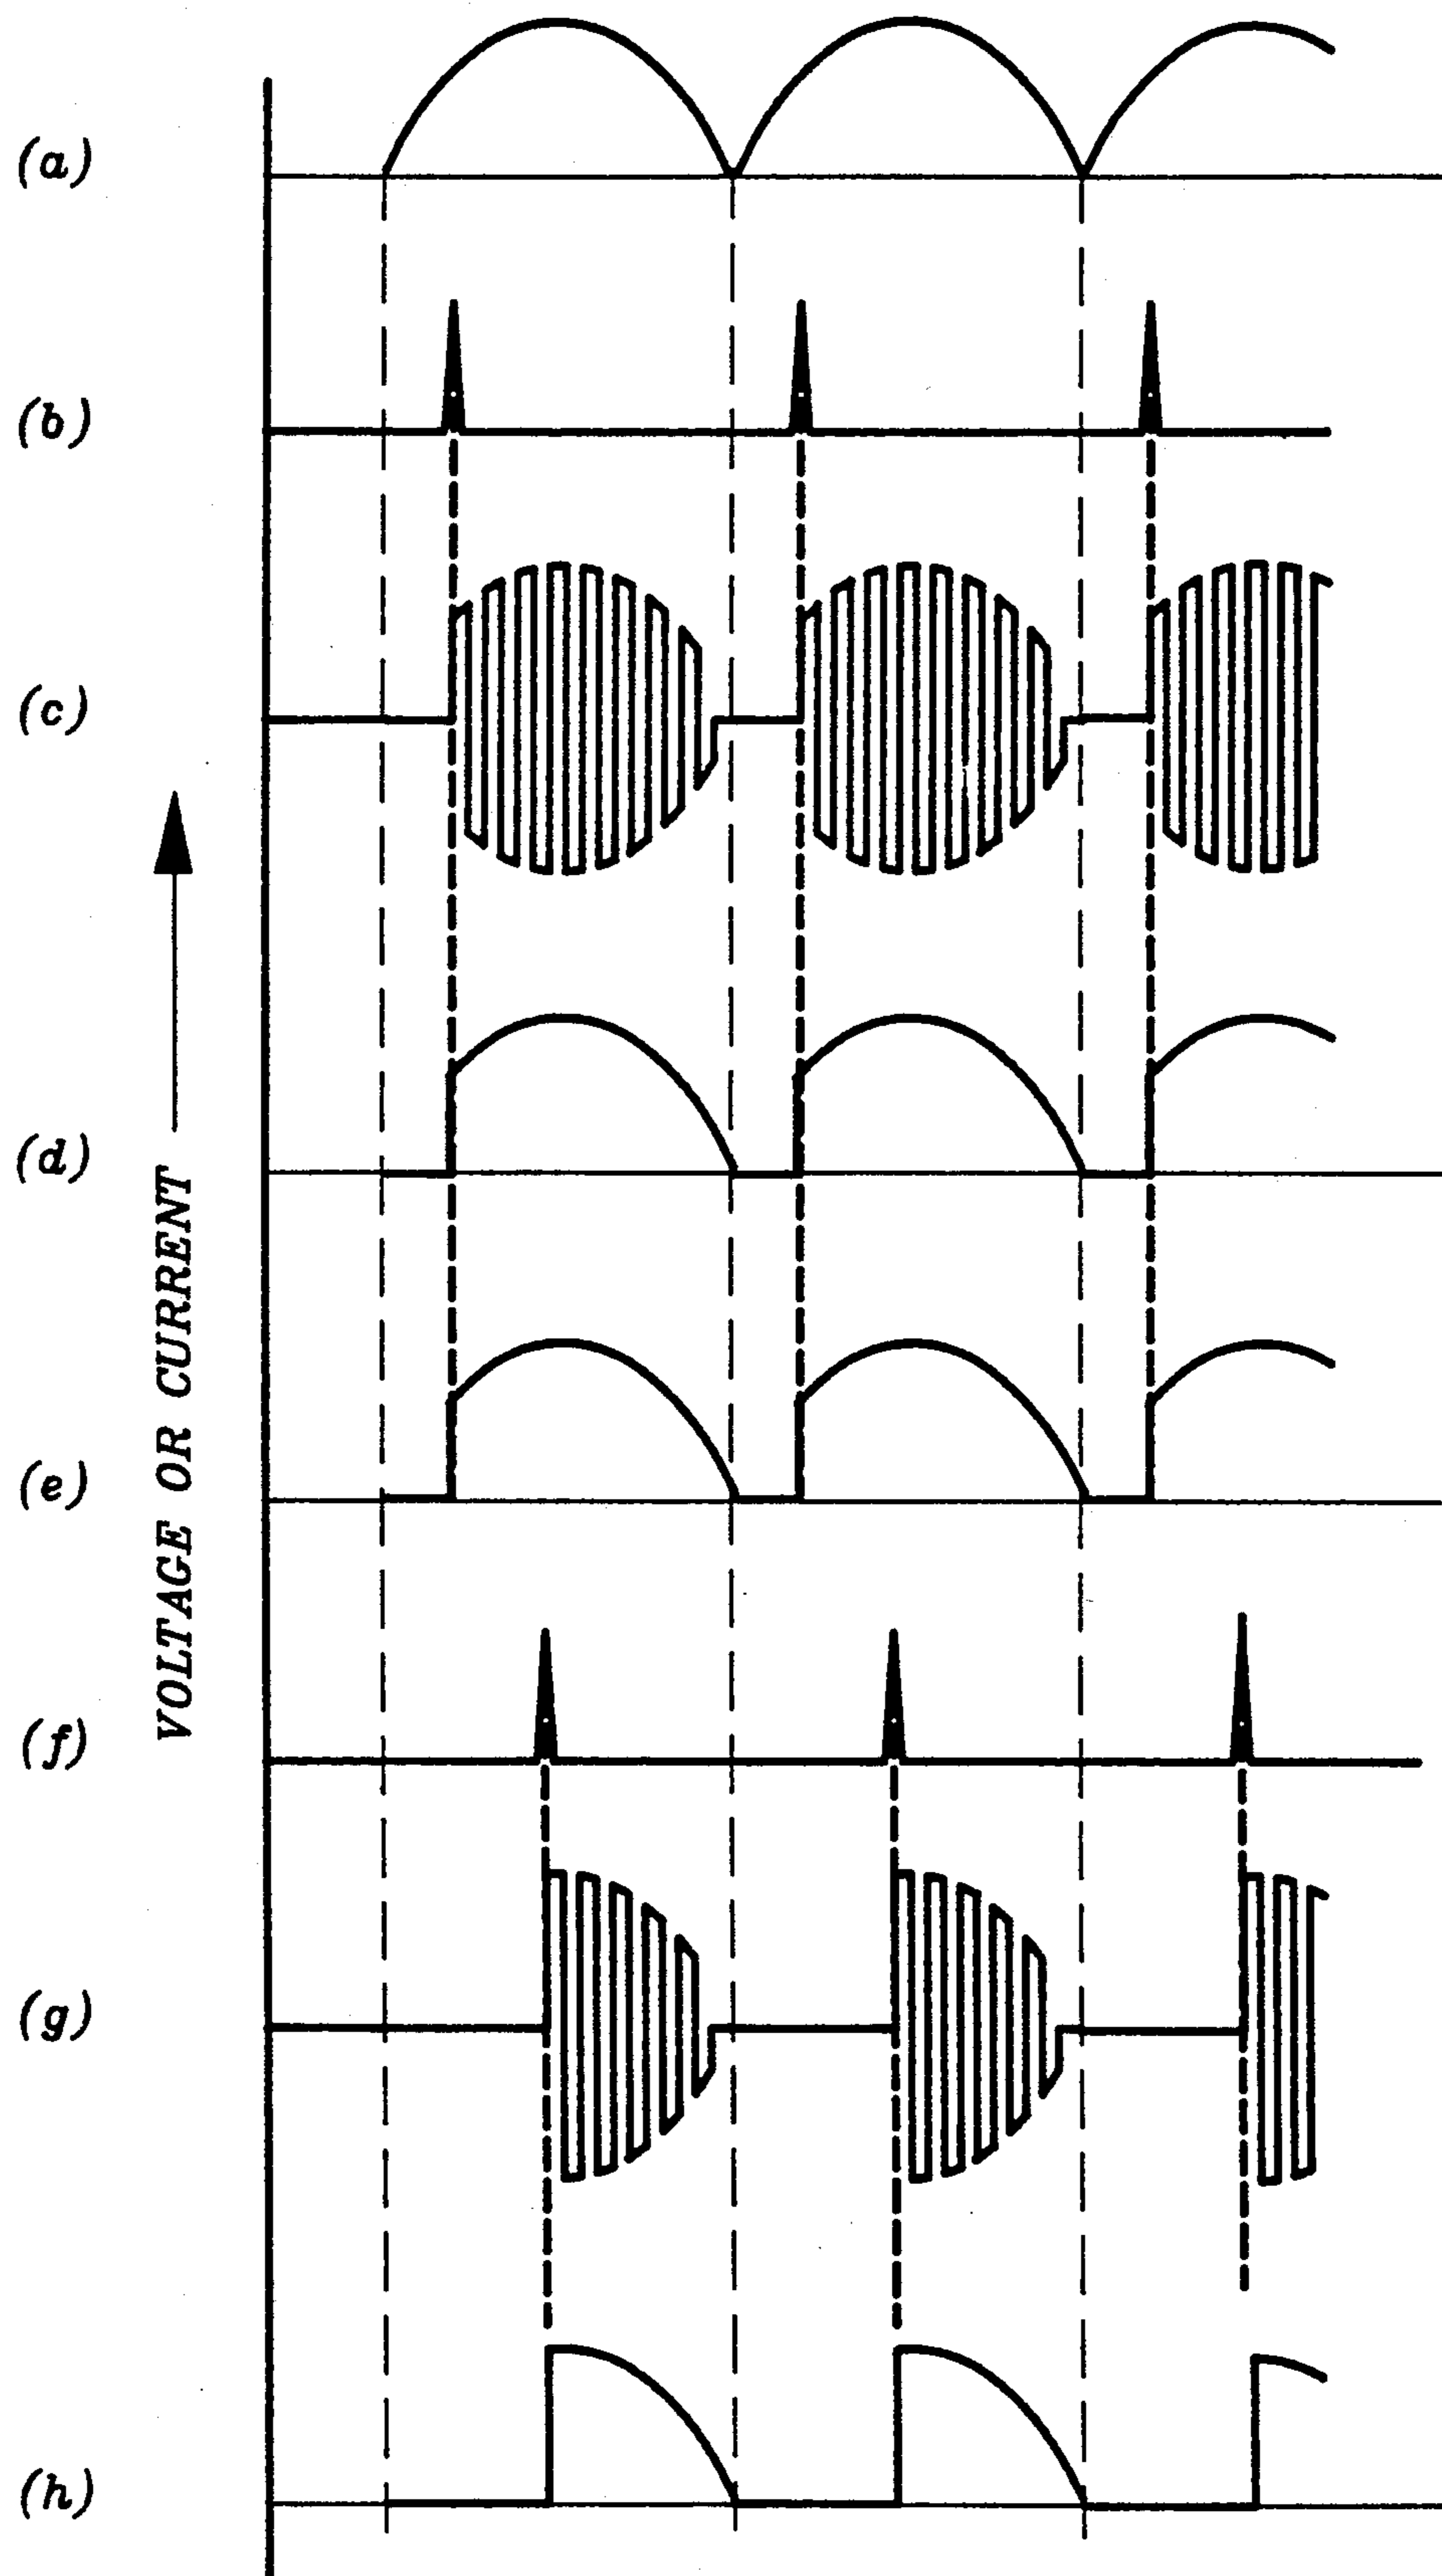 (a)
(b)
(c)
(d)
(e)
(f)
(g)
(h)
VOLTAGE OR CURRENT